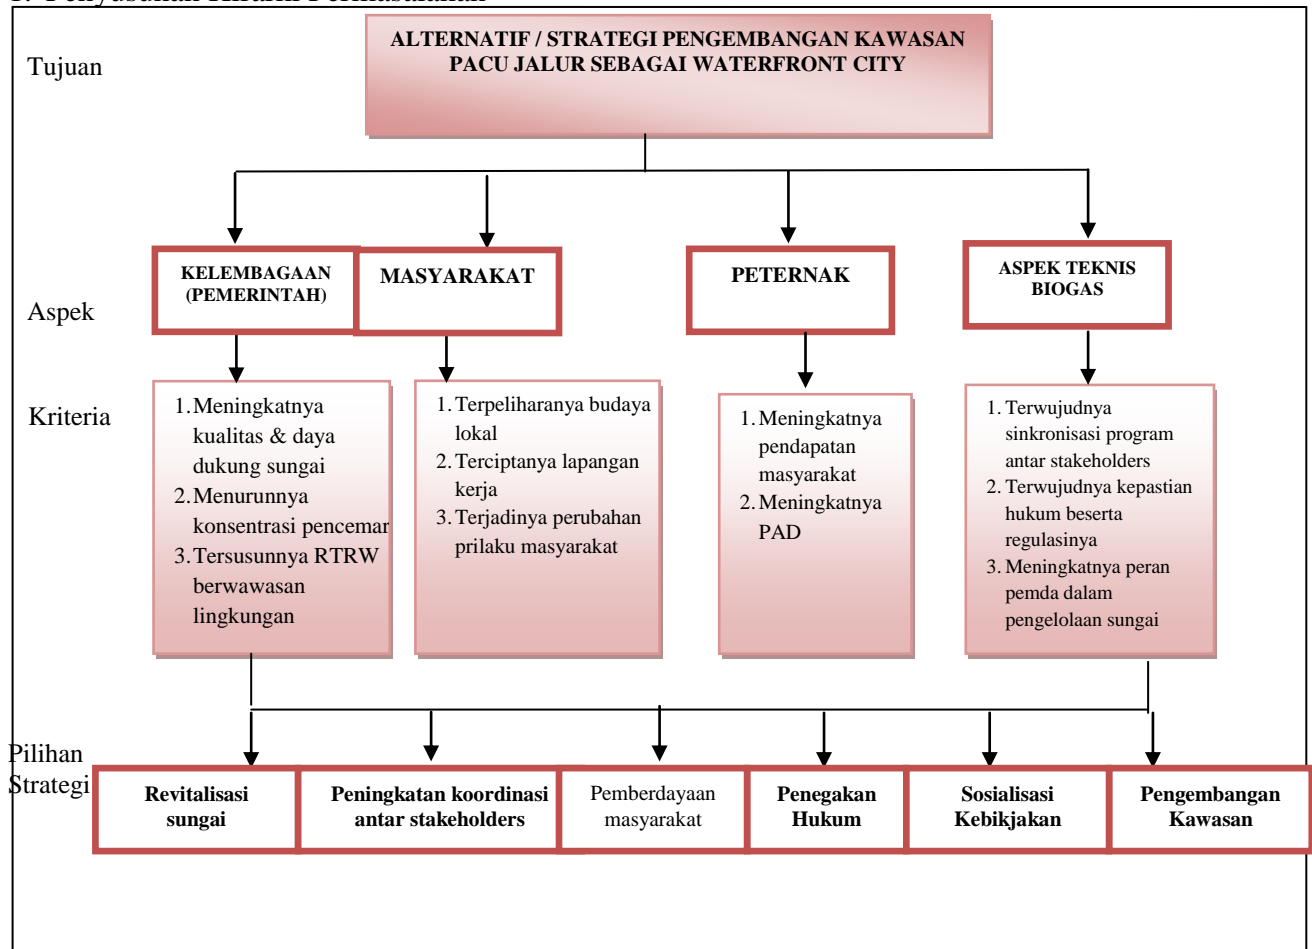 1. Penyusunan Hirarki Permasalahan
Tujuan
ALTERNATIF / STRATEGI PENGEMBANGAN KAWASAN
PACU JALUR SEBAGAI WATERFRONT CITY
Aspek
KELEMBAGAAN
(PEMERINTAH)
MASYARAKAT
PETERNAK
ASPEK TEKNIS
BIOGAS
Kriteria
1. Meningkatnya
kualitas & daya
dukung sungai
2. Menurunnya
konsentrasi pencemar
3. Tersusunnya RTRW
berwawasan
lingkungan
1. Terpeliharanya budaya
lokal
2. Terciptanya lapangan
kerja
3. Terjadinya perubahan
prilaku masyarakat
1. Meningkatnya
pendapatan
masyarakat
2. Meningkatnya
PAD
1. Terwujudnya
sinkronisasi program
antar stakeholders
2. Terwujudnya kepastian
hukum beserta
regulasinya
3. Meningkatnya peran
pemda dalam
pengelolaan sungai
Pilihan
Strategi
Revitalisasi
sungai
Peningkatan koordinasi
antar stakeholders
Pemberdayaan
masyarakat
Penegakan
Hukum
Sosialisasi
Kebikjakan
Pengembangan
Kawasan